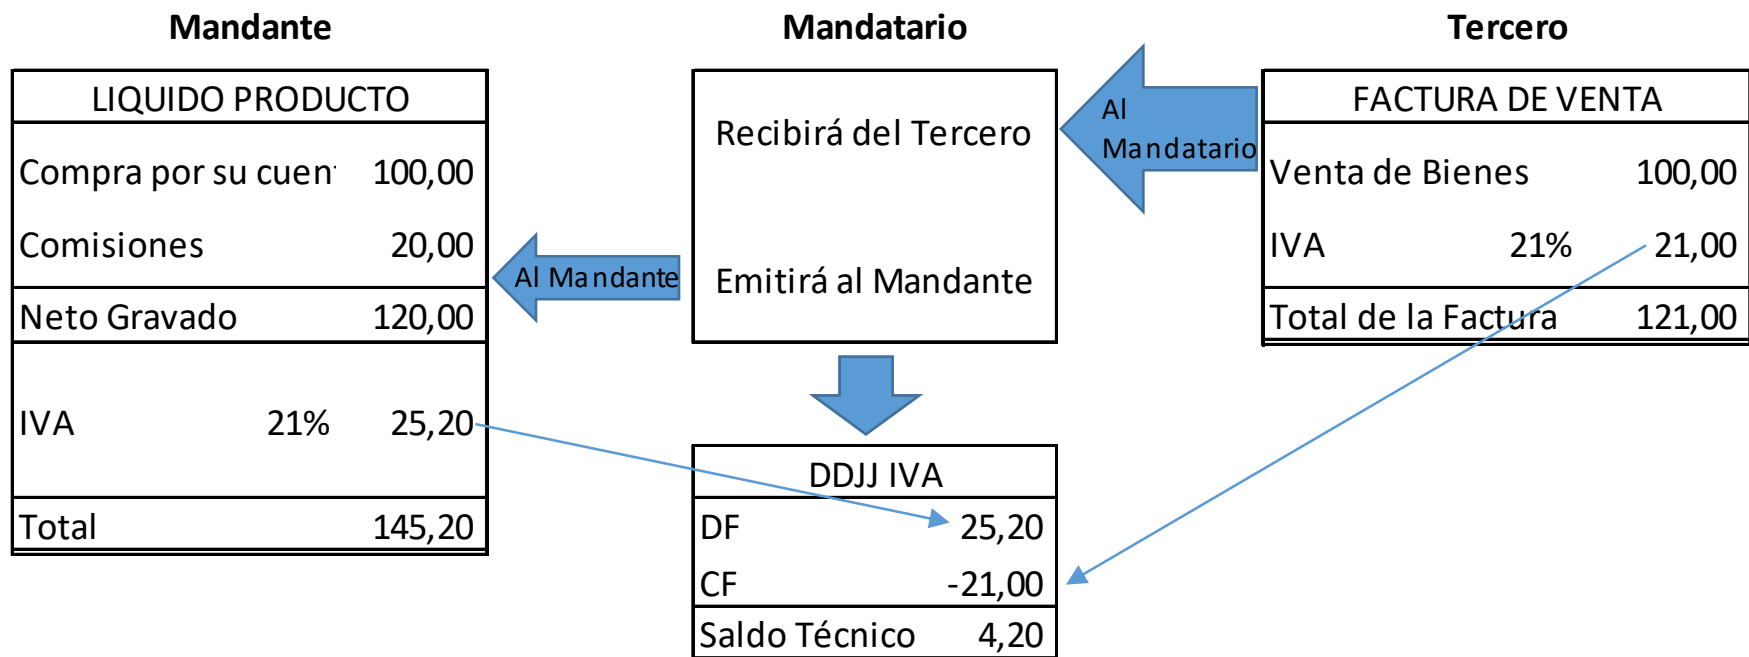 Mandante
LIQUIDO PRODUCTO
Compra por su cuen 100,00
Comisiones 20,00
Neto Gravado 120,00
IVA 21% 25,20
Total 145,20
Mandatario
Recibirá del Tercero
Emitirá al Mandante
Al Mandante
Al
Mandatario
DDJJ IVA
DF 25,20
CF -21,00
Saldo Técnico 4,20
Tercero
FACTURA DE VENTA
Venta de Bienes 100,00
IVA 21% 21,00
Total de la Factura 121,00